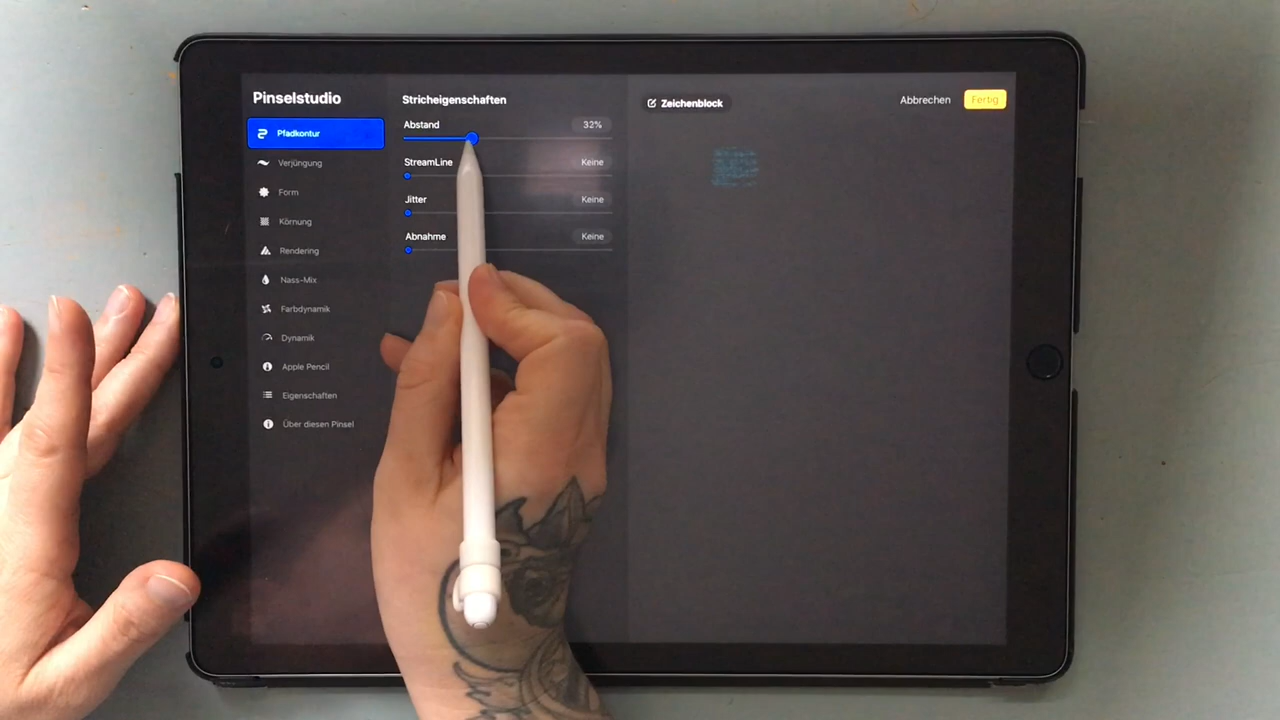 Pinselstudio
Pfadkontur
Verjüngung
Form
Körnung
Rendering
Nass-Mix
Farbdynamik
Dynamik
Apple Pencil
Eigenschaften
Über diesen Pinsel
Stricheigenschaften
Abstand 32%
StreamLine Keine
Jitter Keine
Abnahme Keine
Zeichenblock
Abbrechen
Fertig